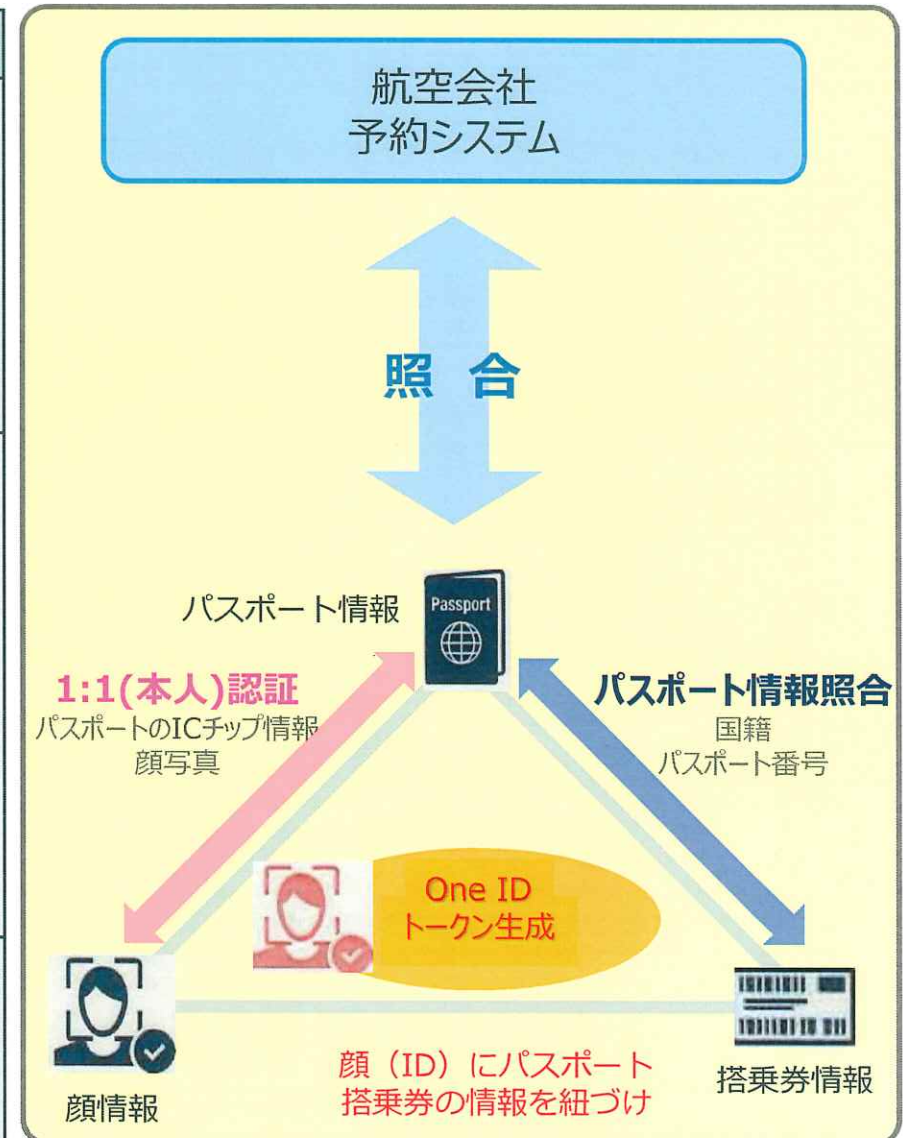 航空会社
予約システム
照 合
パスポート情報
Passport
1:1(本人)認証
パスポートのICチップ情報
顔写真
パスポート情報照合
国籍
パスポート番号
One ID
トークン生成
顔情報
顔（ID）にパスポート
搭乗券の情報を紐づけ
搭乗券情報